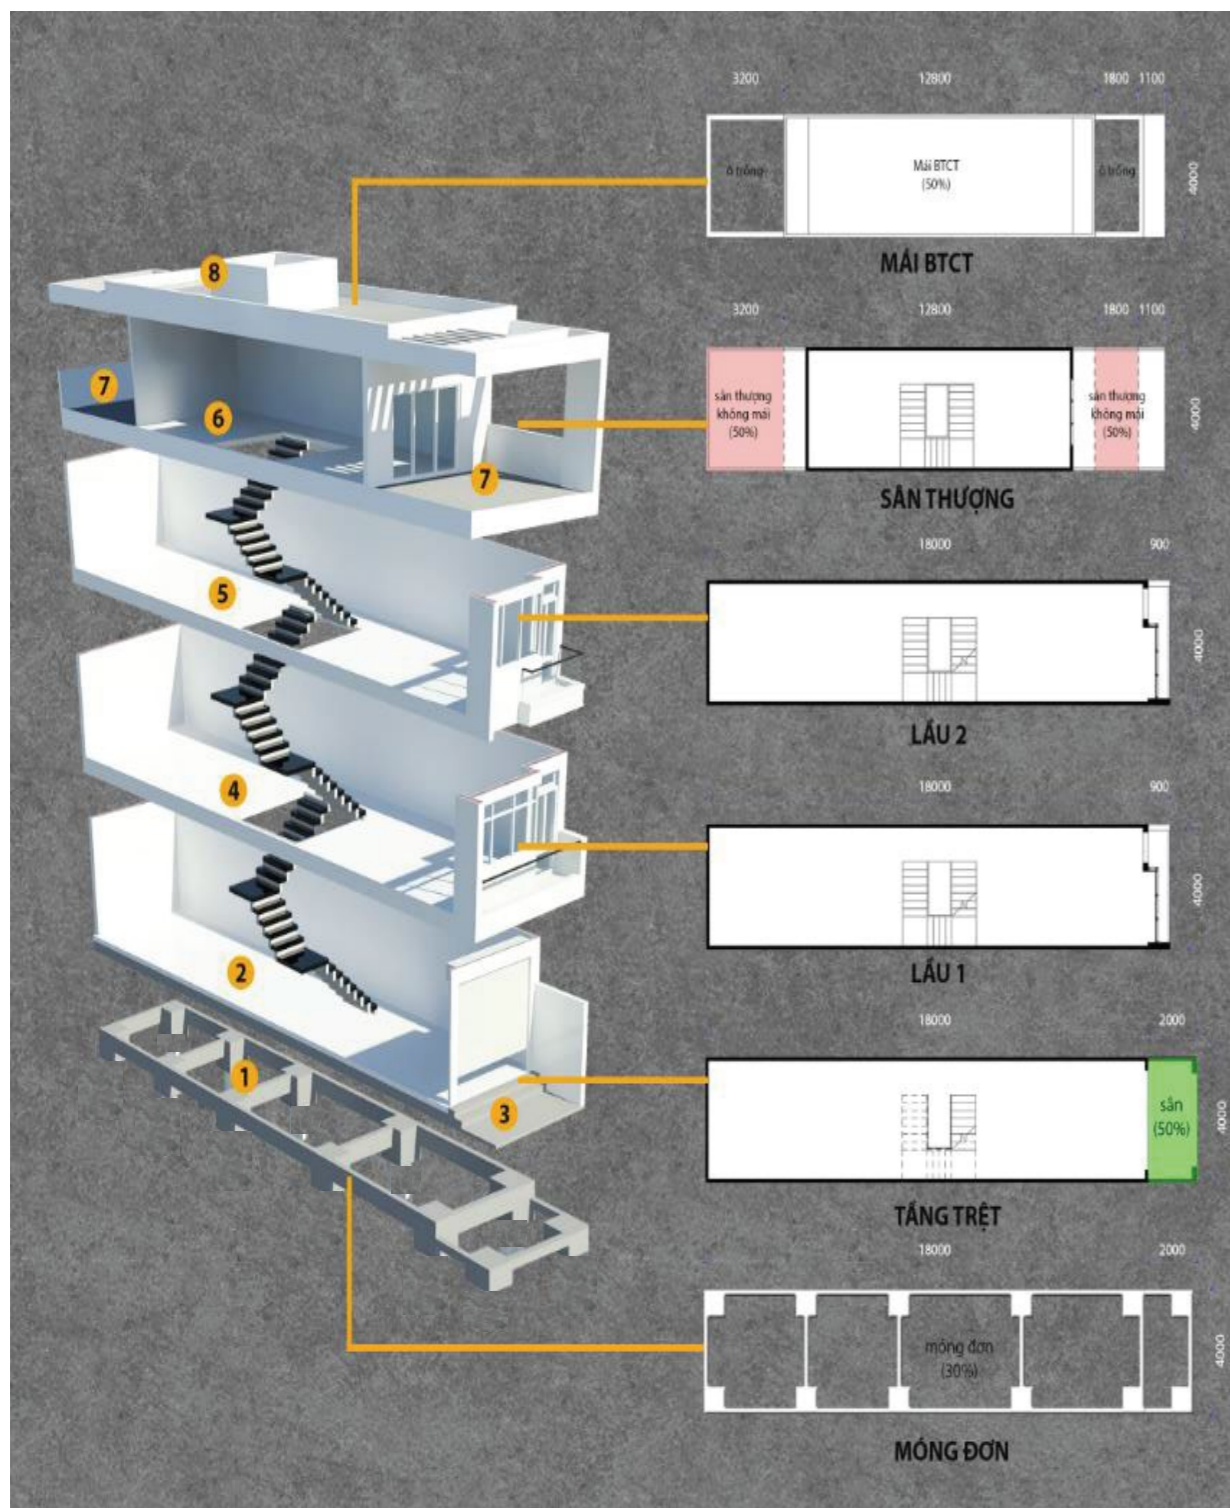 3200 12800 1800 1100
ô trống
Mái BTCT
(50%)
ô trống
4000
MÁI BTCT
8
3200 12800 1800 1100
7
6
7
sân thượng
không mái
(50%)
sân thượng
không mái
(50%)
4000
SÂN THƯỢNG
18000 900
5
4000
LẦU 2
18000 900
4
4000
LẦU 1
18000 2000
2
1
3
sân
(50%)
4000
TẦNG TRỆT
18000 2000
móng đơn
(30%)
4000
MÓNG ĐƠN